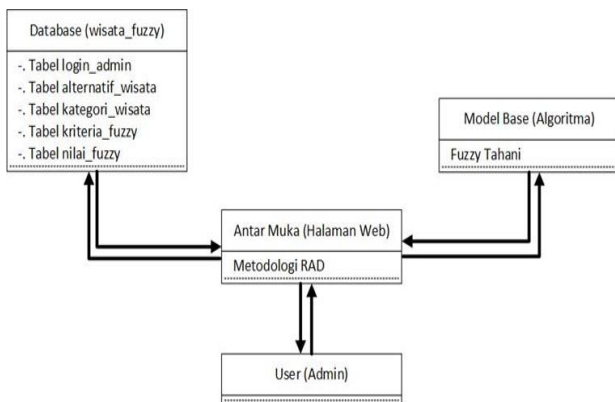 Database (wisata_fuzzy)
-. Tabel login_admin
-. Tabel alternatif_wisata
-. Tabel kategori_wisata
-. Tabel kriteria_fuzzy
-. Tabel nilai_fuzzy
Model Base (Algoritma)
Fuzzy Tahani
Antar Muka (Halaman Web)
Metodologi RAD
User (Admin)